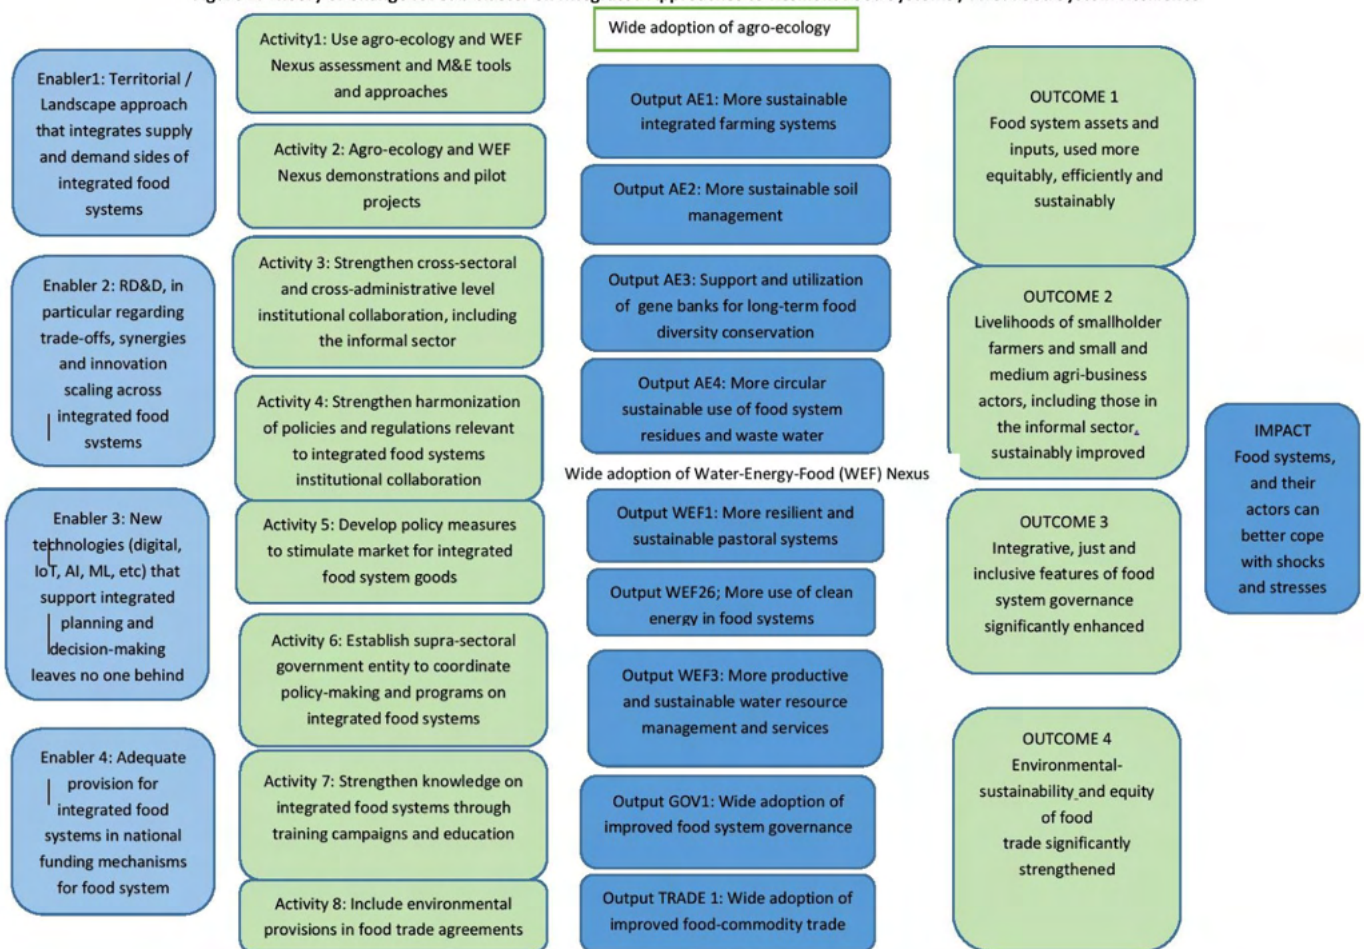 Enabler1: Territorial /
Landscape approach
that integrates supply
and demand sides of
integrated food
systems
Enabler 2: RD&D, in
particular regarding
trade-offs, synergies
and innovation
scaling across
integrated food
systems
Enabler 3: New
technologies (digital,
IoT, AI, ML, etc) that
support integrated
planning and
decision-making
leaves no one behind
Enabler 4: Adequate
provision for
integrated food
systems in national
funding mechanisms
for food system
Activity1: Use agro-ecology and WEF
Nexus assessment and M&E tools
and approaches
Activity 2: Agro-ecology and WEF
Nexus demonstrations and pilot
projects
Activity 3: Strengthen cross-sectoral
and cross-administrative level
institutional collaboration, including
the informal sector
Activity 4: Strengthen harmonization
of policies and regulations relevant
to integrated food systems
institutional collaboration
Activity 5: Develop policy measures
to stimulate market for integrated
food system goods
Activity 6: Establish supra-sectoral
government entity to coordinate
policy-making and programs on
integrated food systems
Activity 7: Strengthen knowledge on
integrated food systems through
training campaigns and education
Activity 8: Include environmental
provisions in food trade agreements
Wide adoption of agro-ecology
Output AE1: More sustainable
integrated farming systems
Output AE2: More sustainable soil
management
Output AE3: Support and utilization
of gene banks for long-term food
diversity conservation
Output AE4: More circular
sustainable use of food system
residues and waste water
Wide adoption of Water-Energy-Food (WEF) Nexus
Output WEF1: More resilient and
sustainable pastoral systems
Output WEF26; More use of clean
energy in food systems
Output WEF3: More productive
and sustainable water resource
management and services
Output GOV1: Wide adoption of
improved food system governance
Output TRADE 1: Wide adoption of
improved food-commodity trade
OUTCOME 1
Food system assets and
inputs, used more
equitably, efficiently and
sustainably
OUTCOME 2
Livelihoods of smallholder
farmers and small and
medium agri-business
actors, including those in
the informal sector,
sustainably improved
OUTCOME 3
Integrative, just and
inclusive features of food
system governance
significantly enhanced
OUTCOME 4
Environmental-
sustainability and equity
of food
trade significantly
strengthened
IMPACT
Food systems,
and their
actors can
better cope
with shocks
and stresses